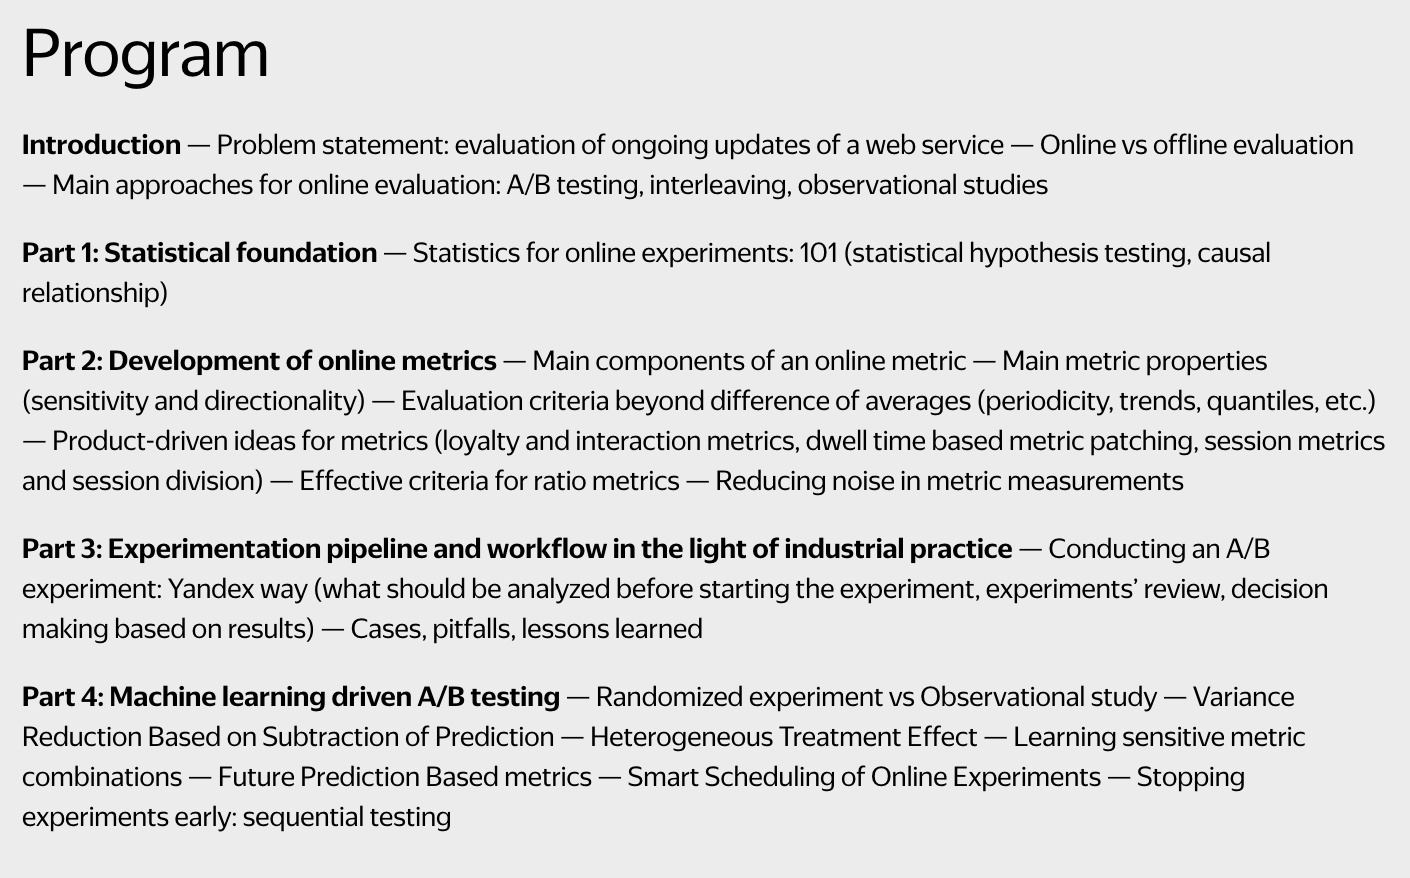 Program
Introduction — Problem statement: evaluation of ongoing updates of a web service — Online vs offline evaluation
— Main approaches for online evaluation: A/B testing, interleaving, observational studies
Part 1: Statistical foundation — Statistics for online experiments: 101 (statistical hypothesis testing, causal
relationship)
Part 2: Development of online metrics — Main components of an online metric — Main metric properties
(sensitivity and directionality) — Evaluation criteria beyond difference of averages (periodicity, trends, quantiles, etc.)
— Product-driven ideas for metrics (loyalty and interaction metrics, dwell time based metric patching, session metrics
and session division) — Effective criteria for ratio metrics — Reducing noise in metric measurements
Part 3: Experimentation pipeline and workflow in the light of industrial practice — Conducting an A/B
experiment: Yandex way (what should be analyzed before starting the experiment, experiments’ review, decision
making based on results) — Cases, pitfalls, lessons learned
Part 4: Machine learning driven A/B testing — Randomized experiment vs Observational study — Variance
Reduction Based on Subtraction of Prediction — Heterogeneous Treatment Effect — Learning sensitive metric
combinations — Future Prediction Based metrics — Smart Scheduling of Online Experiments — Stopping
experiments early: sequential testing